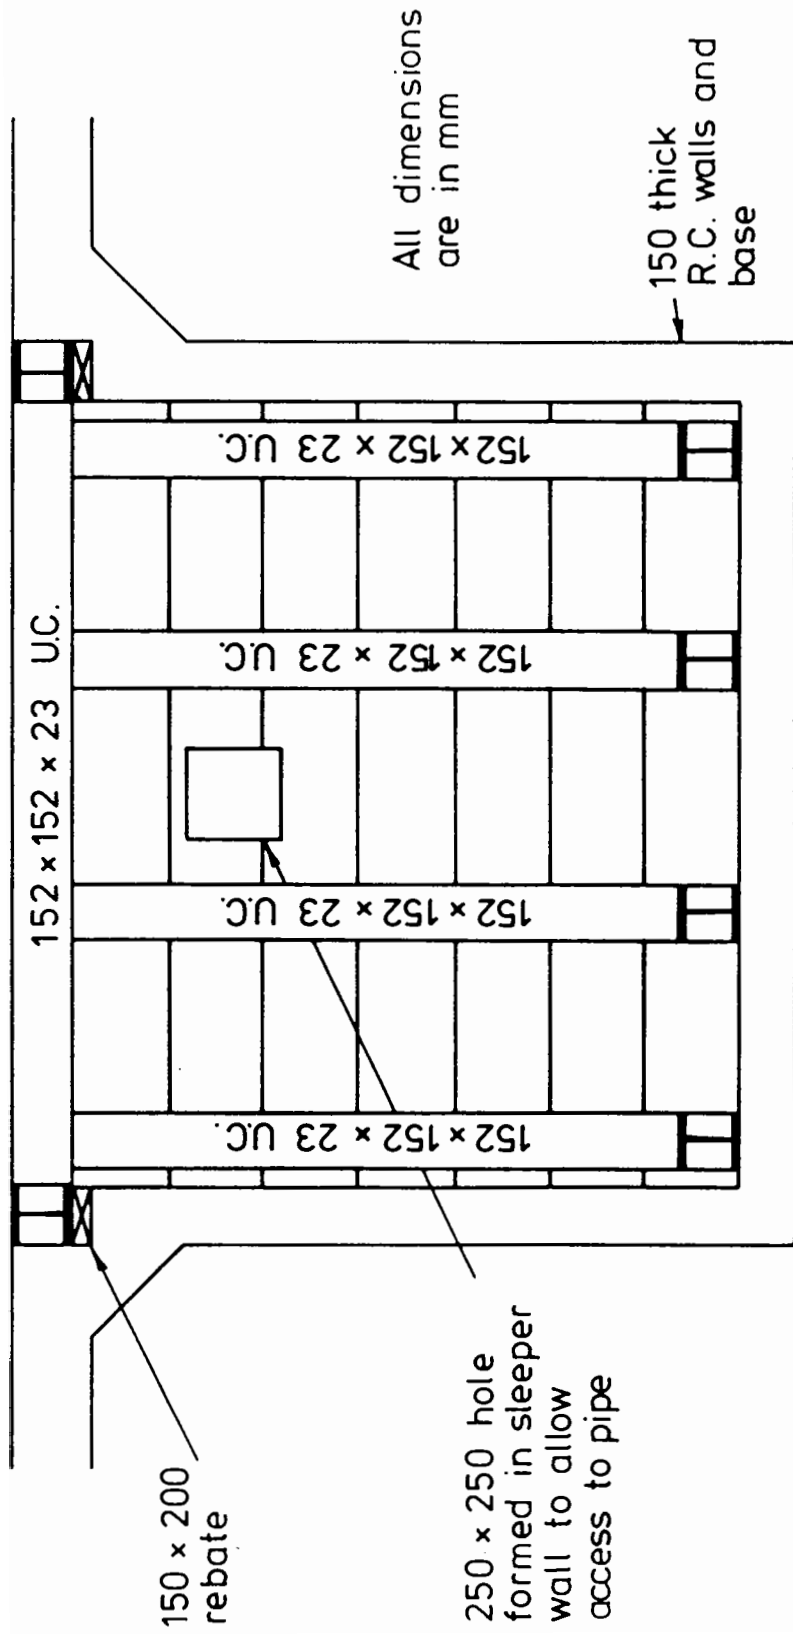 150 × 200
rebate
152 × 152 × 23 U.C.
250 × 250 hole
formed in sleeper
wall to allow
access to pipe
152 × 152 × 23 U.C.
152 × 152 × 23 U.C.
152 × 152 × 23 U.C.
152 × 152 × 23 U.C.
All dimensions
are in mm
150 thick
R.C. walls and
base